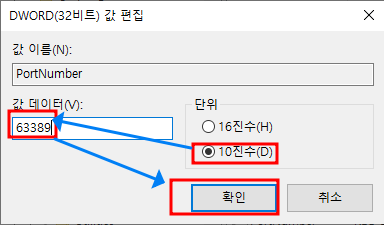 DWORD(32비트) 값 편집
값 이름(N):
PortNumber
값 데이터(V):
63389
단위
16진수(H)
10진수(D)
확인
취소